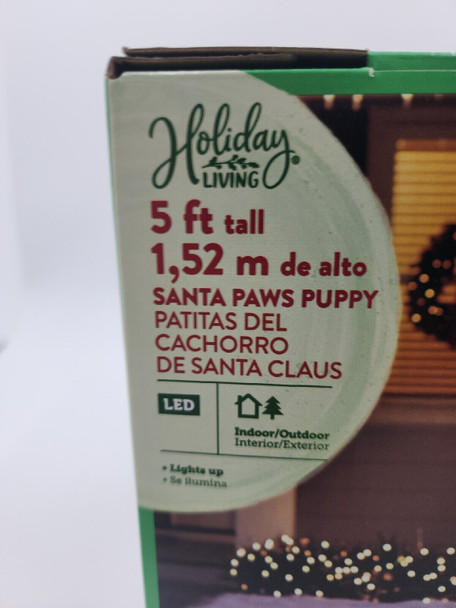 Holiday
LIVING®
5 ft tall
1,52 m de alto
SANTA PAWS PUPPY
PATITAS DEL
CACHORRO
DE SANTA CLAUS
LED
Indoor/Outdoor
Interior/Exterior
• Lights up
• Se ilumina